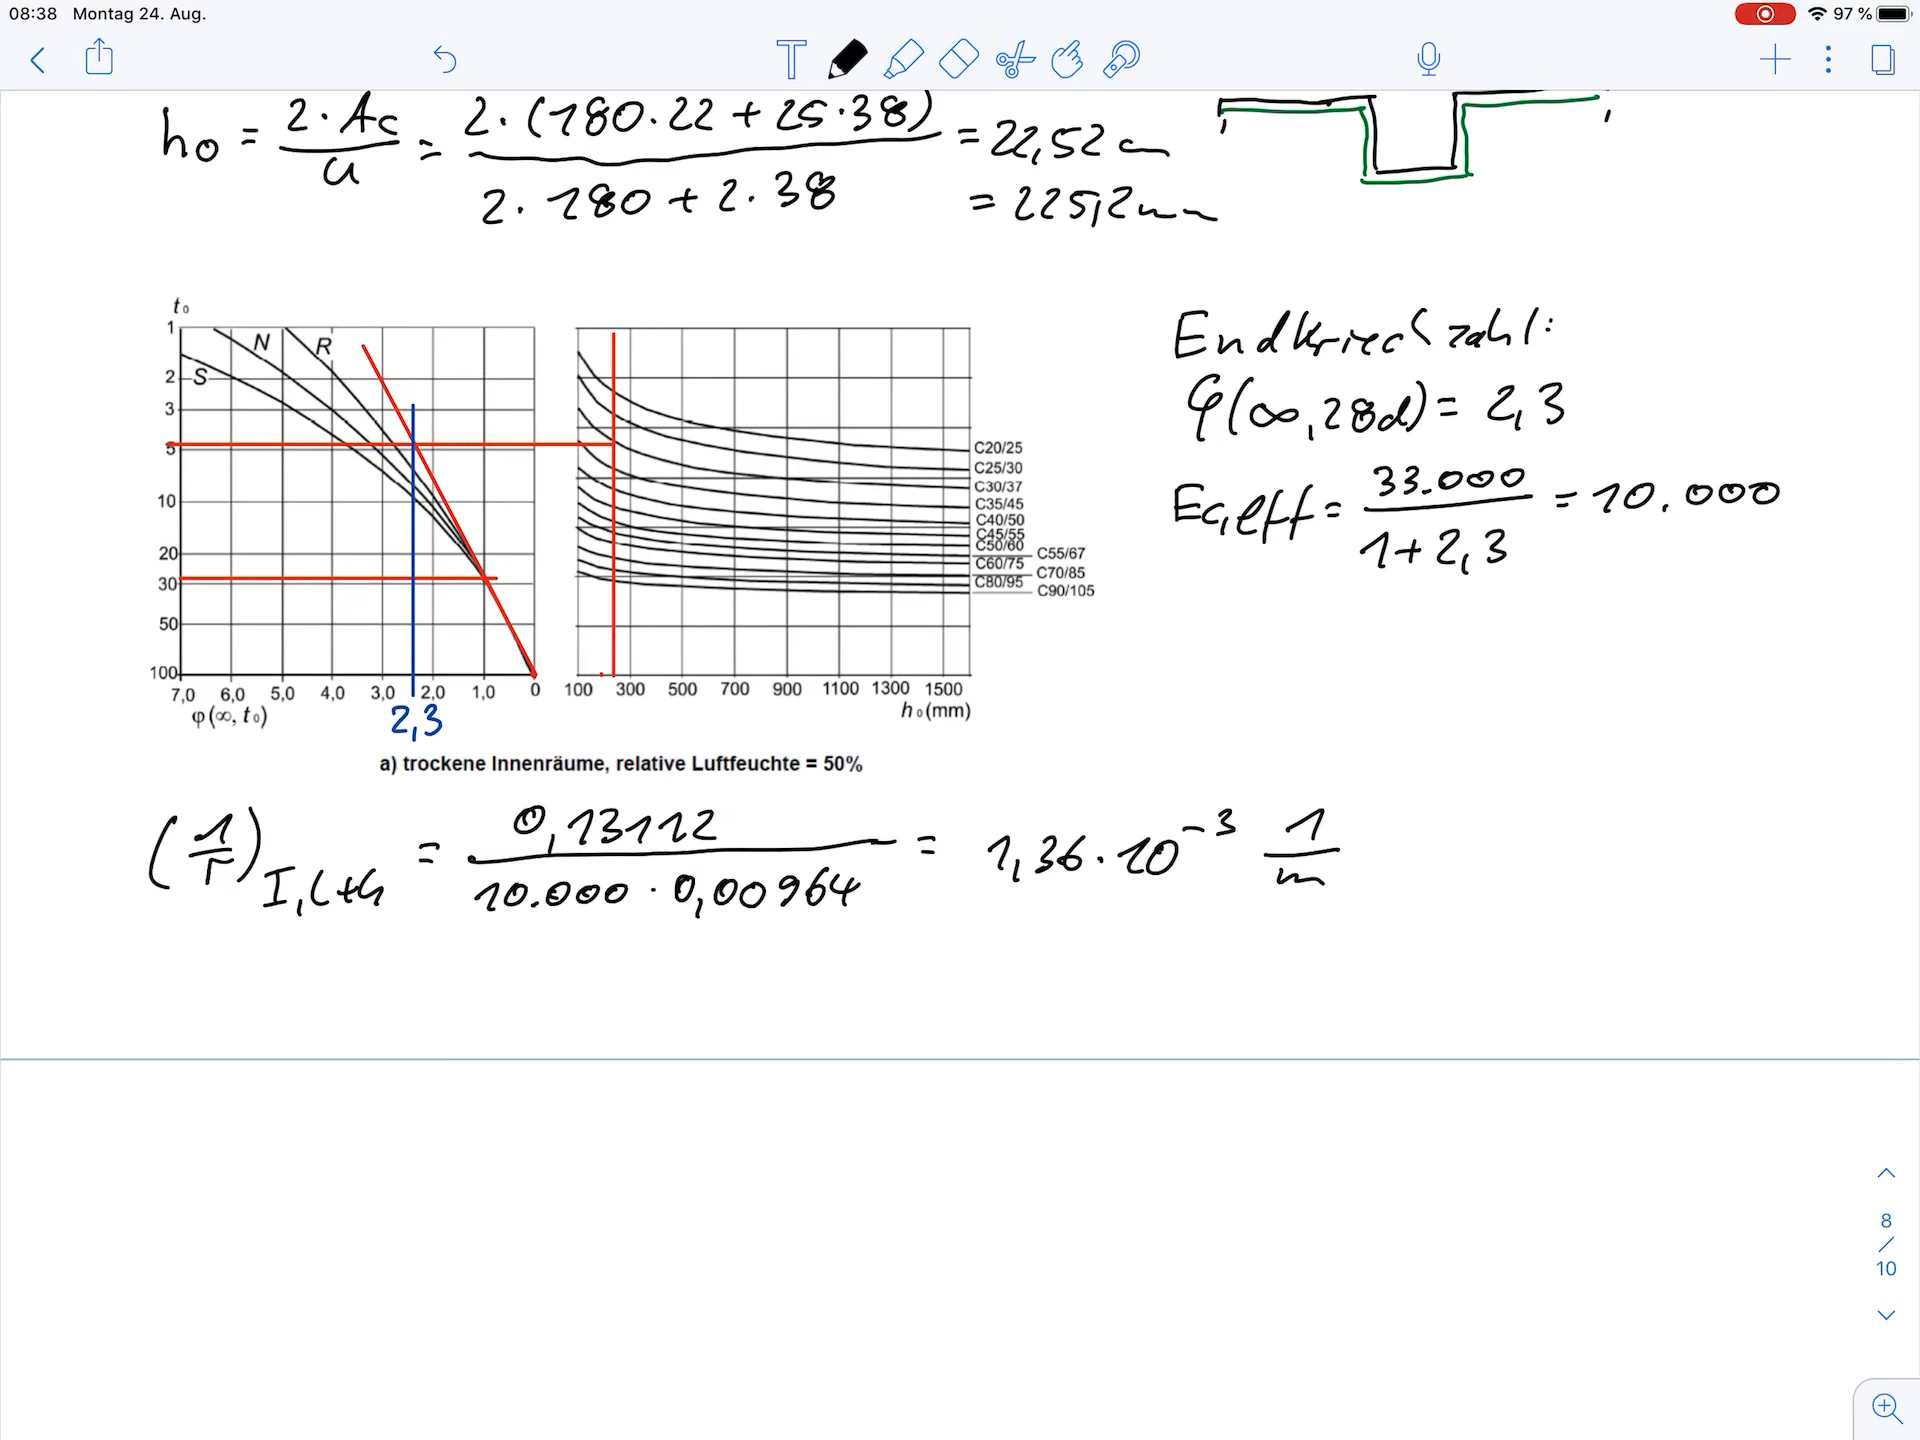 08:38 Montag 24. Aug.
97 %
h0 = 2·Ac / u = 2·(180·22 + 25·38) / 2·180 + 2·38 = 22,52 cm
= 225,2 mm
t0
1
2
3
5
10
20
30
50
100
S N R
7,0 6,0 5,0 4,0 3,0 2,0 1,0 0
φ(∞, t0)
2,3
C20/25
C25/30
C30/37
C35/45
C40/50
C45/55
C50/60
C55/67
C60/75
C70/85
C80/95
C90/105
100 300 500 700 900 1100 1300 1500
h0(mm)
a) trockene Innenräume, relative Luftfeuchte = 50%
Endkriechzahl:
φ(∞,28d) = 2,3
Ec,eff = 33.000 / 1+2,3 = 10.000
(1/r) I,L+h = 0,13112 / 10.000 · 0,00964 = 1,36·10⁻³ 1/m
8
/
10